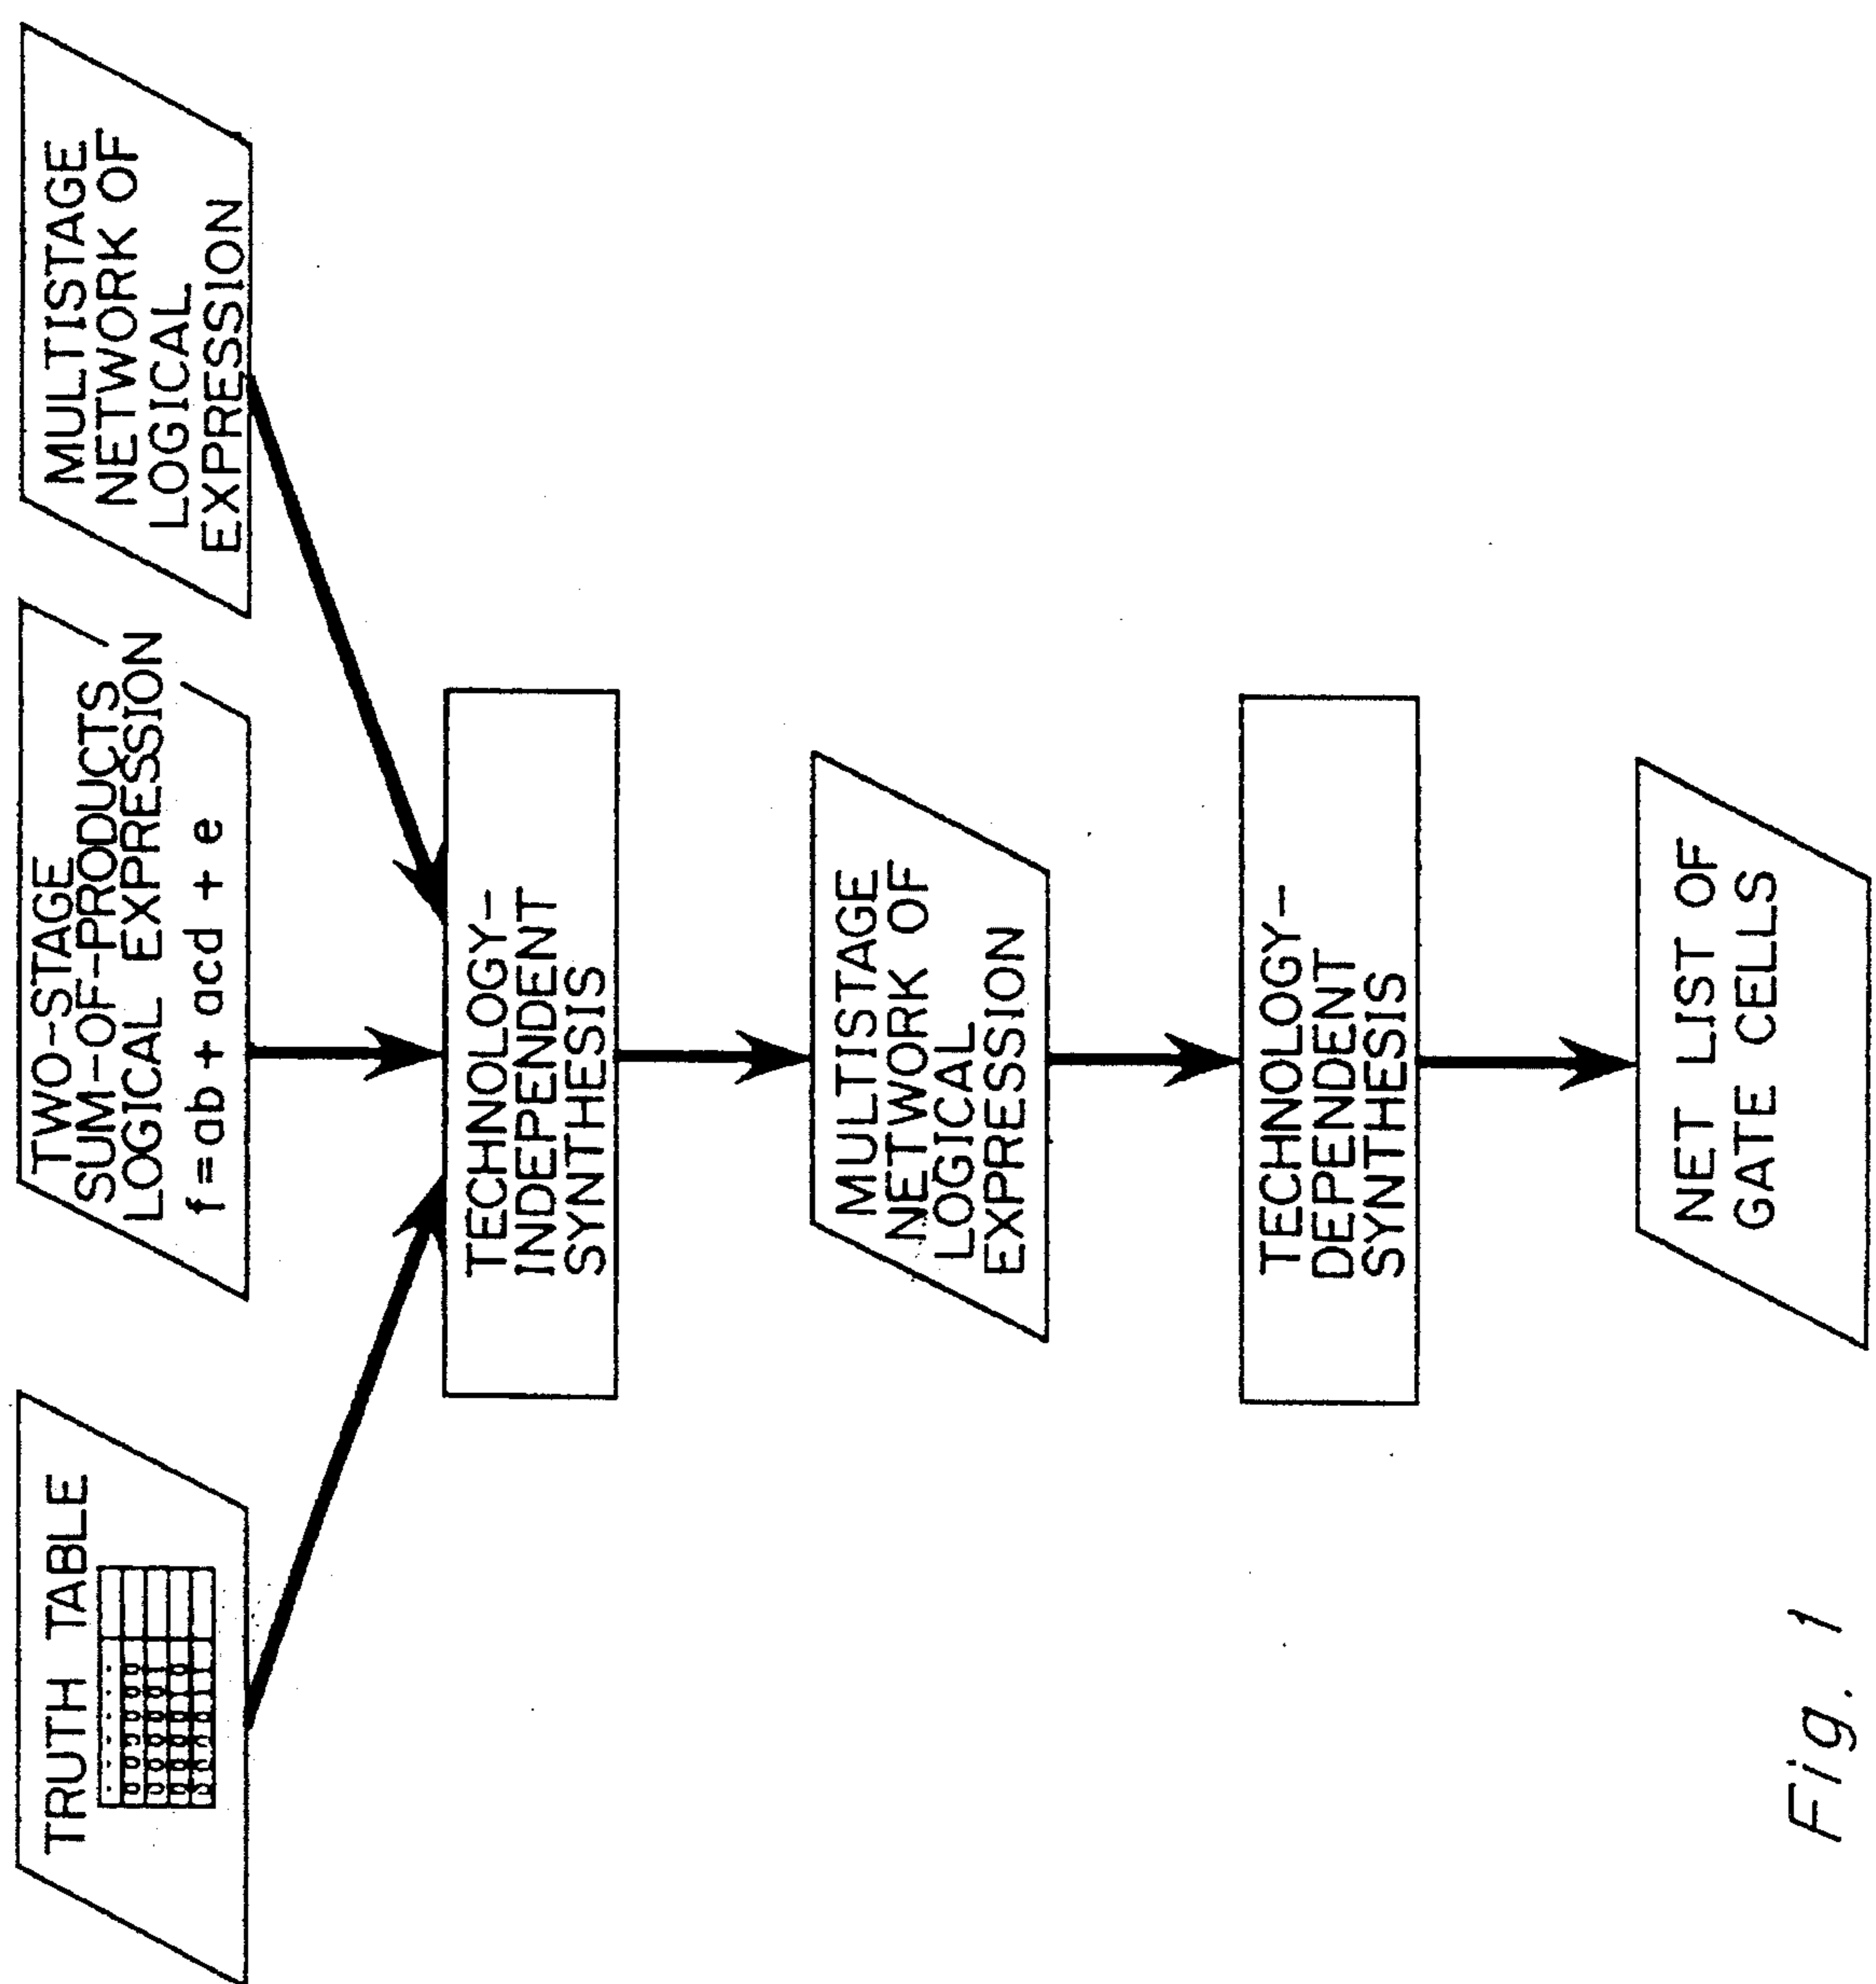 TRUTH TABLE
TWO-STAGE
SUM-OF-PRODUCTS
LOGICAL EXPRESSION
f = ab + acd + e
MULTISTAGE
NETWORK OF
LOGICAL
EXPRESSION
TECHNOLOGY-
INDEPENDENT
SYNTHESIS
MULTISTAGE
NETWORK OF
LOGICAL
EXPRESSION
TECHNOLOGY-
DEPENDENT
SYNTHESIS
NET LIST OF
GATE CELLS
Fig. 1